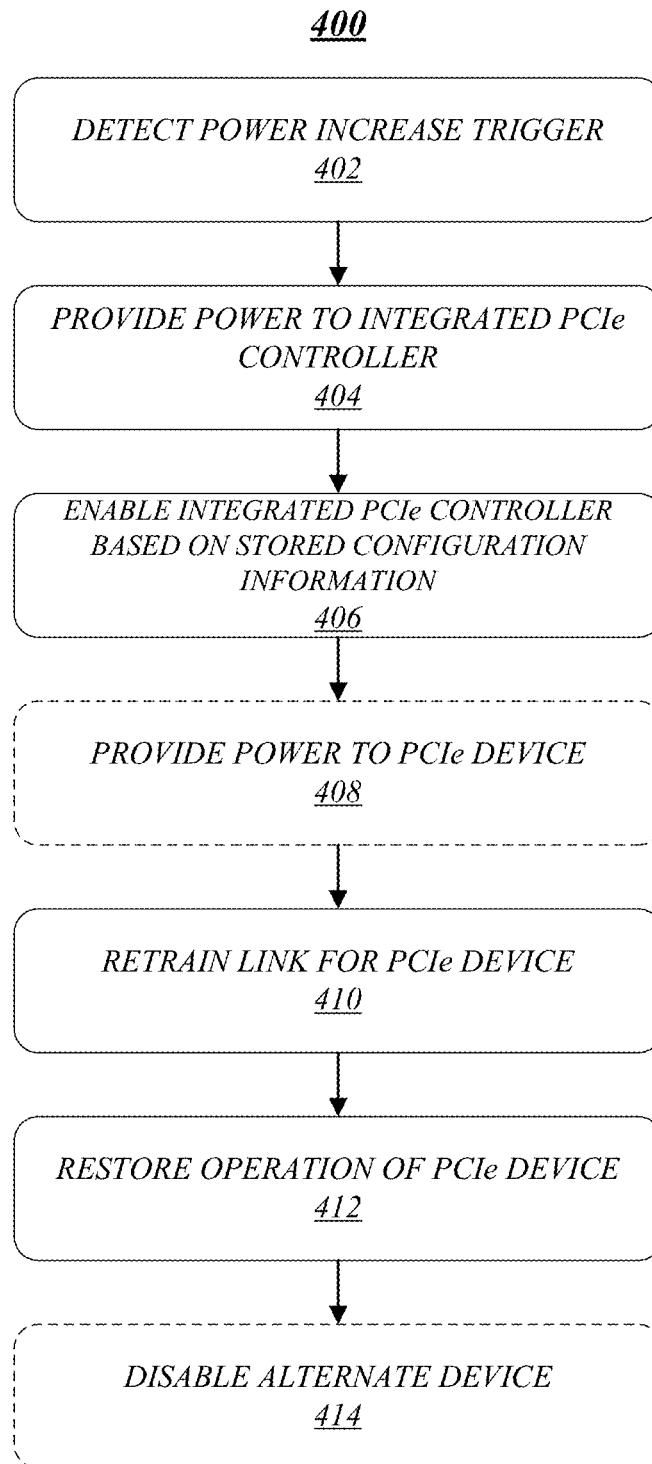 400
DETECT POWER INCREASE TRIGGER
402
PROVIDE POWER TO INTEGRATED PCIe
CONTROLLER
404
ENABLE INTEGRATED PCIe CONTROLLER
BASED ON STORED CONFIGURATION
INFORMATION
406
PROVIDE POWER TO PCIe DEVICE
408
RETRAIN LINK FOR PCIe DEVICE
410
RESTORE OPERATION OF PCIe DEVICE
412
DISABLE ALTERNATE DEVICE
414